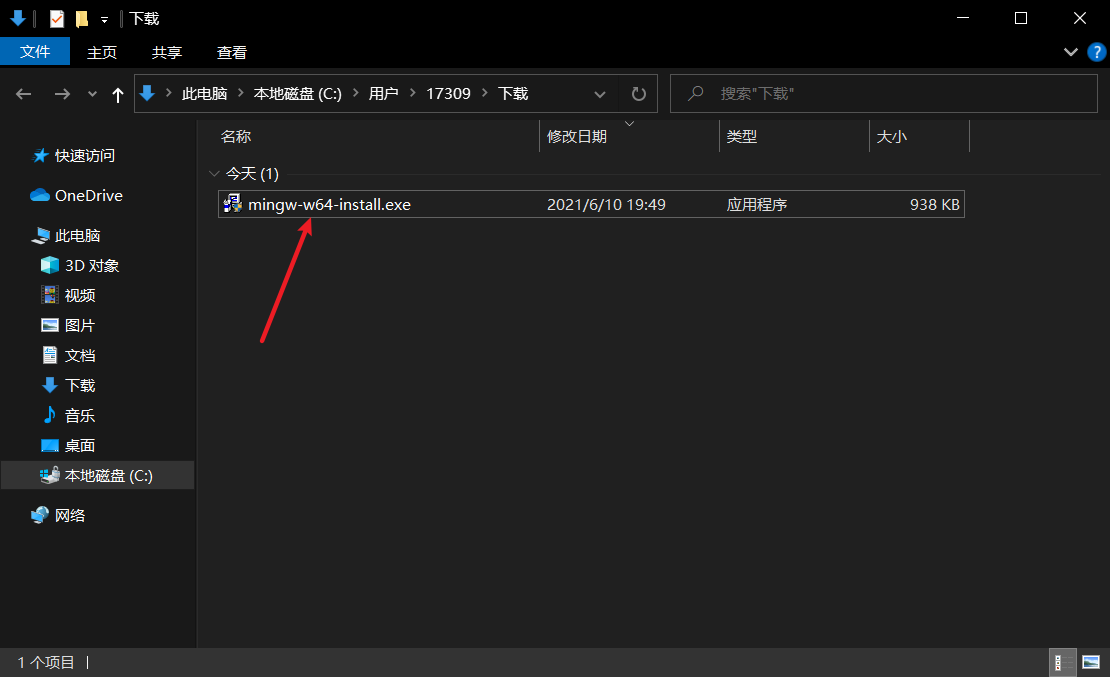 下载
文件 主页 共享 查看 ?
此电脑 本地磁盘 (C:) 用户 17309 下载 搜索"下载"
名称 修改日期 类型 大小
快速访问
OneDrive
此电脑
3D 对象
视频
图片
文档
下载
音乐
桌面
本地磁盘 (C:)
网络
今天 (1)
mingw-w64-install.exe 2021/6/10 19:49 应用程序 938 KB
1 个项目